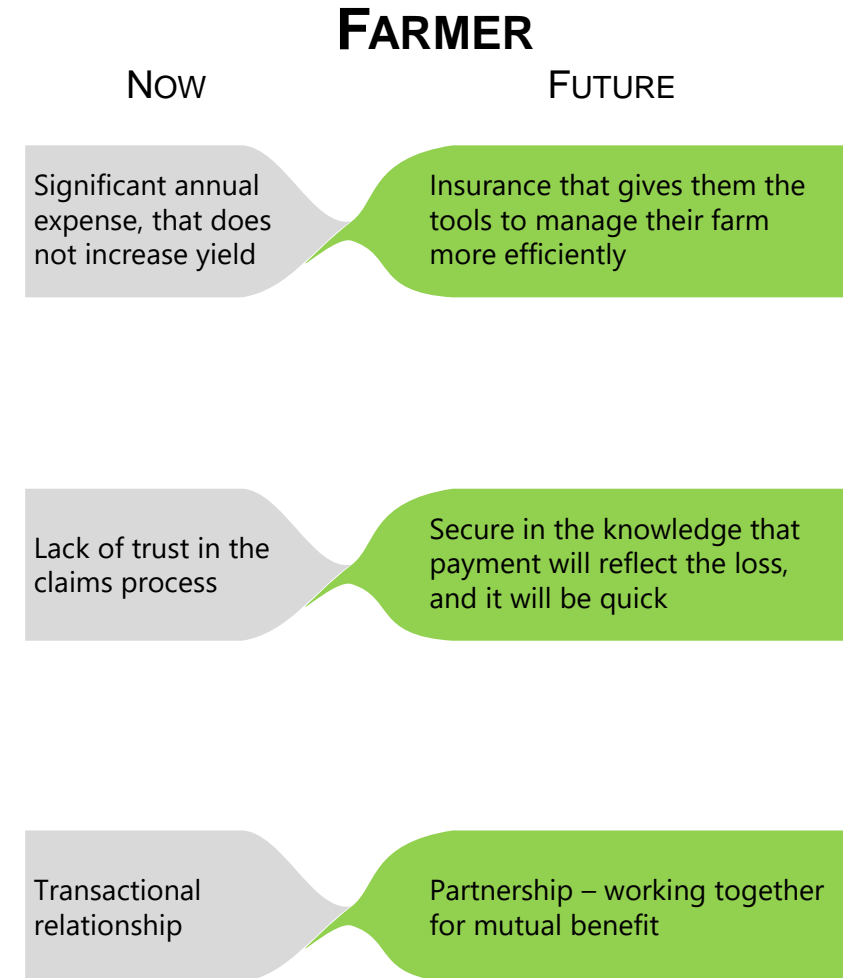 FARMER
NOW
FUTURE
Significant annual
expense, that does
not increase yield
Insurance that gives them the
tools to manage their farm
more efficiently
Lack of trust in the
claims process
Secure in the knowledge that
payment will reflect the loss,
and it will be quick
Transactional
relationship
Partnership – working together
for mutual benefit